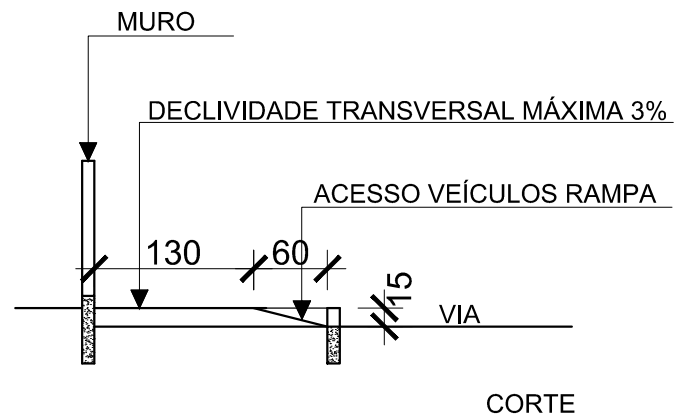 MURO
DECLIVIDADE TRANSVERSAL MÁXIMA 3%
ACESSO VEÍCULOS RAMPA
130
60
15
VIA
CORTE